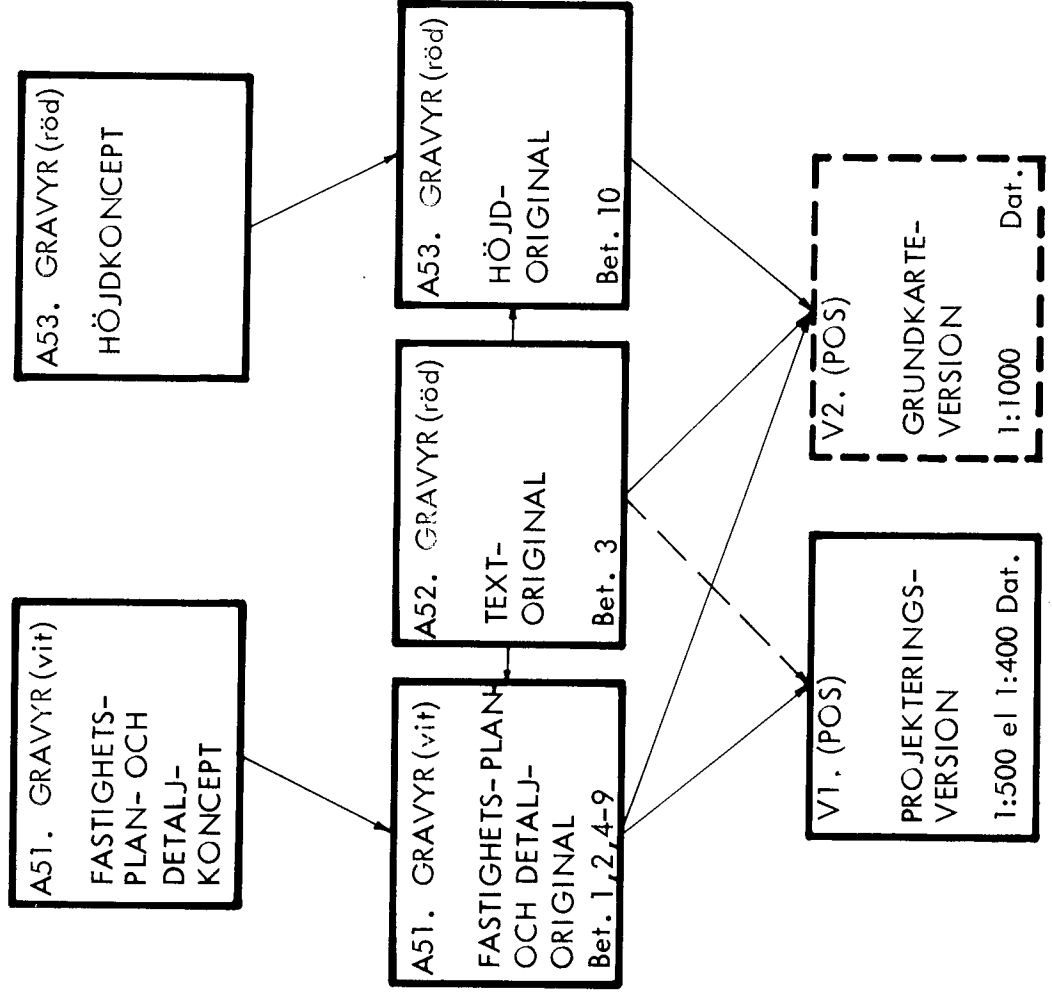 A51. GRAVYR (vit)
FASTIGHETS-
PLAN- OCH
DETALJ-
KONCEPT
A53. GRAVYR (röd)
HÖJDKONCEPT
A51. GRAVYR (vit)
FASTIGHETS-PLAN
OCH DETALJ-
ORIGINAL
Bet. 1,2,4-9
A52. GRAVYR (röd)
TEXT-
ORIGINAL
Bet. 3
A53. GRAVYR (röd)
HÖJD-
ORIGINAL
Bet. 10
V1. (POS)
PROJEKTERINGS-
VERSION
1:500 el 1:400 Dat.
V2. (POS)
GRUNDKARTE-
VERSION
1:1000 Dat.